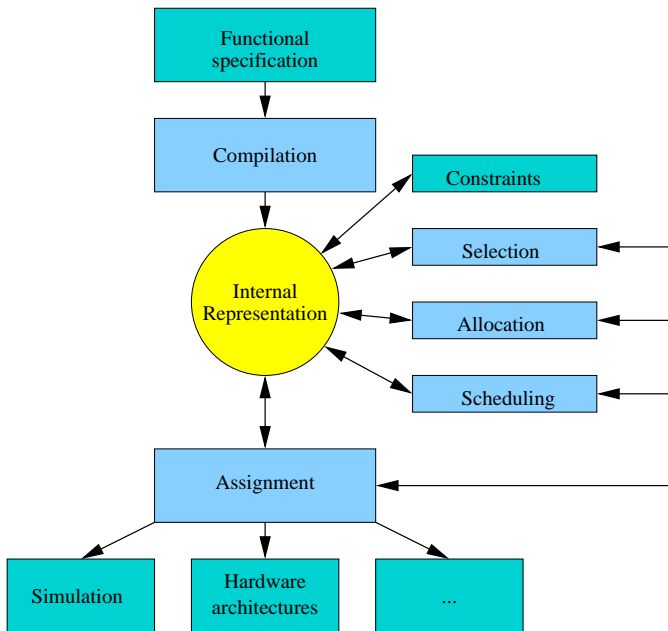 Functional
specification
Compilation
Constraints
Selection
Internal
Representation
Allocation
Scheduling
Assignment
Simulation
Hardware
architectures
...